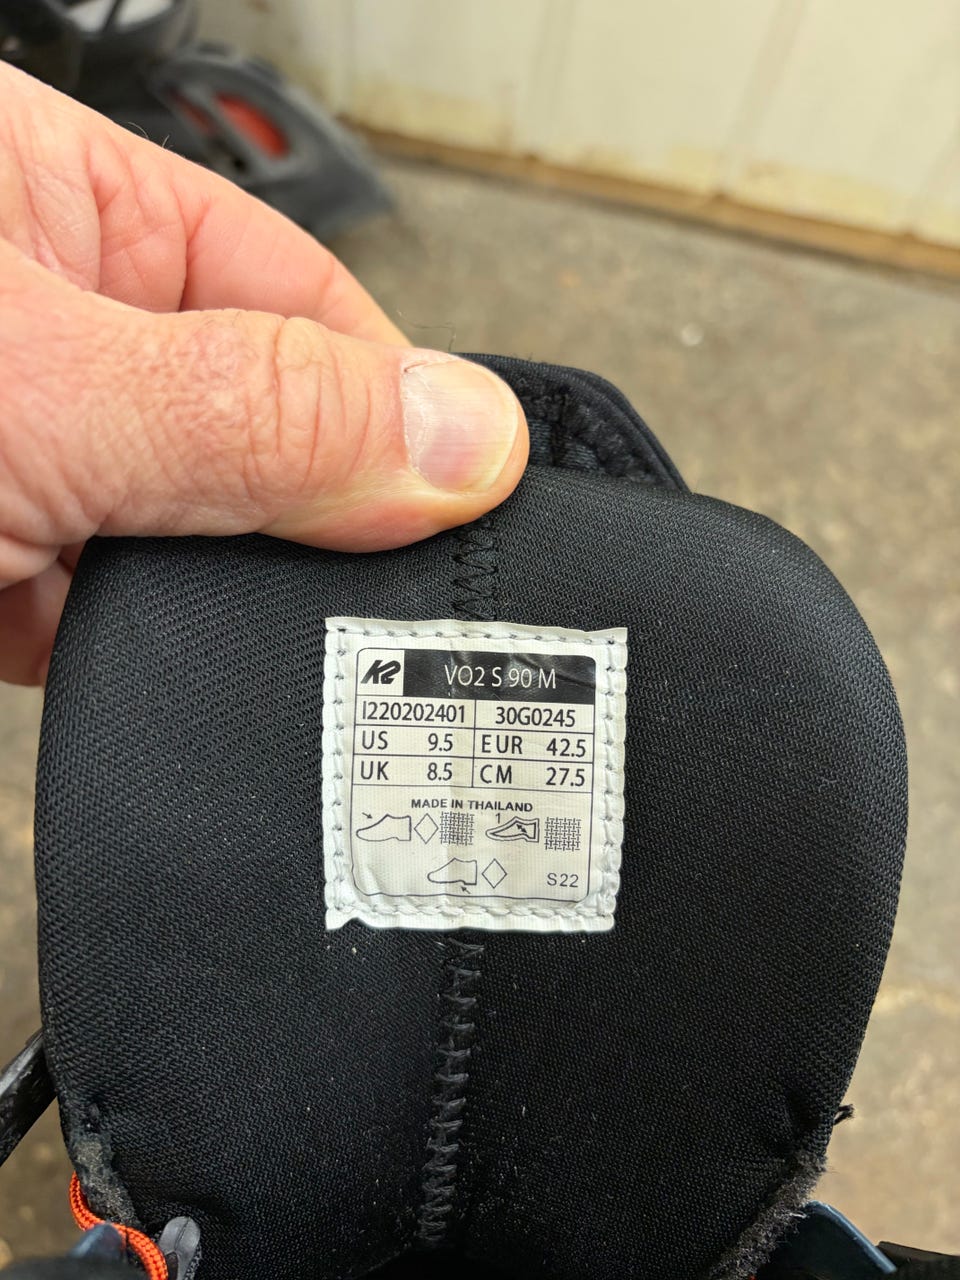 K2 VO2 S 90 M
I220202401 30G0245
US 9.5 EUR 42.5
UK 8.5 CM 27.5
MADE IN THAILAND
1
S22